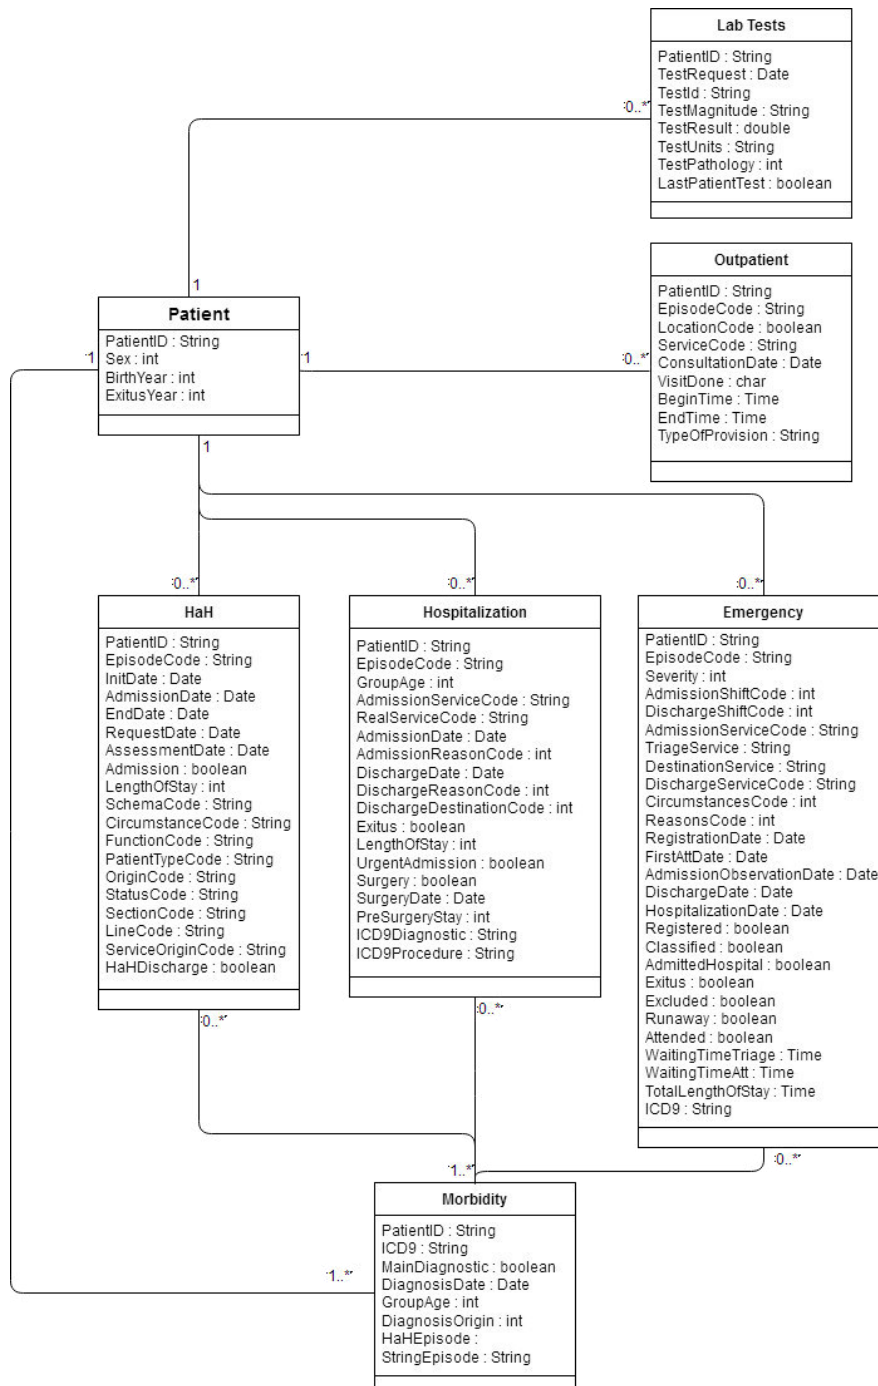 Lab Tests
PatientID : String
TestRequest : Date
TestId : String
TestMagnitude : String
TestResult : double
TestUnits : String
TestPathology : int
LastPatientTest : boolean
:0..*
1
Outpatient
PatientID : String
EpisodeCode : String
LocationCode : boolean
ServiceCode : String
ConsultationDate : Date
VisitDone : char
BeginTime : Time
EndTime : Time
TypeOfProvision : String
Patient
PatientID : String
Sex : int
BirthYear : int
ExitusYear : int
1
1
:0..*
1
:0..*
:0..*
:0..*
HaH
PatientID : String
EpisodeCode : String
InitDate : Date
AdmissionDate : Date
EndDate : Date
RequestDate : Date
AssessmentDate : Date
Admission : boolean
LengthOfStay : int
SchemaCode : String
CircumstanceCode : String
FunctionCode : String
PatientTypeCode : String
OriginCode : String
StatusCode : String
SectionCode : String
LineCode : String
ServiceOriginCode : String
HaHDischarge : boolean
Hospitalization
PatientID : String
EpisodeCode : String
GroupAge : int
AdmissionServiceCode : String
RealServiceCode : String
AdmissionDate : Date
AdmissionReasonCode : int
DischargeDate : Date
DischargeReasonCode : int
DischargeDestinationCode : int
Exitus : boolean
LengthOfStay : int
UrgentAdmission : boolean
Surgery : boolean
SurgeryDate : Date
PreSurgeryStay : int
ICD9Diagnostic : String
ICD9Procedure : String
Emergency
PatientID : String
EpisodeCode : String
Severity : int
AdmissionShiftCode : int
DischargeShiftCode : int
AdmissionServiceCode : String
TriageService : String
DestinationService : String
DischargeServiceCode : String
CircumstancesCode : int
ReasonsCode : int
RegistrationDate : Date
FirstAttDate : Date
AdmissionObservationDate : Date
DischargeDate : Date
HospitalizationDate : Date
Registered : boolean
Classified : boolean
AdmittedHospital : boolean
Exitus : boolean
Excluded : boolean
Runaway : boolean
Attended : boolean
WaitingTimeTriage : Time
WaitingTimeAtt : Time
TotalLengthOfStay : Time
ICD9 : String
:0..*
:0..*
:0..*
1..*
1..*
Morbidity
PatientID : String
ICD9 : String
MainDiagnostic : boolean
DiagnosisDate : Date
GroupAge : int
DiagnosisOrigin : int
HaHEpisode :
StringEpisode : String